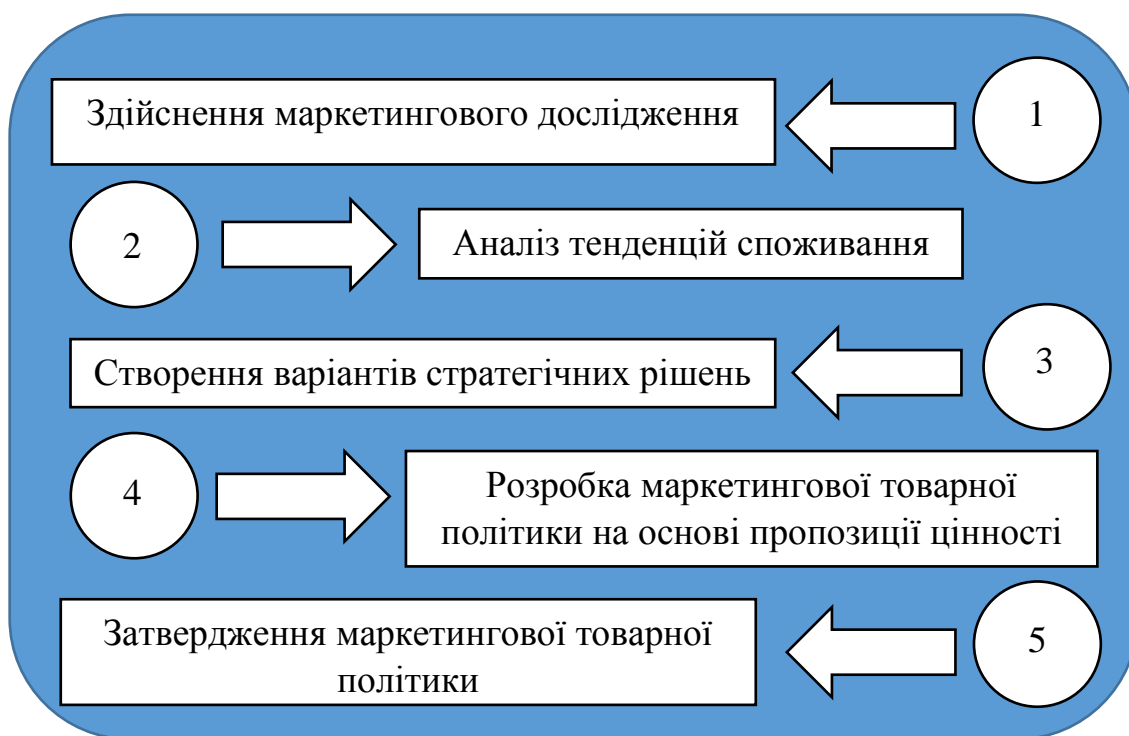 1
Здійснення маркетингового дослідження
2
Аналіз тенденцій споживання
3
Створення варіантів стратегічних рішень
4
Розробка маркетингової товарної
політики на основі пропозиції цінності
5
Затвердження маркетингової товарної
політики